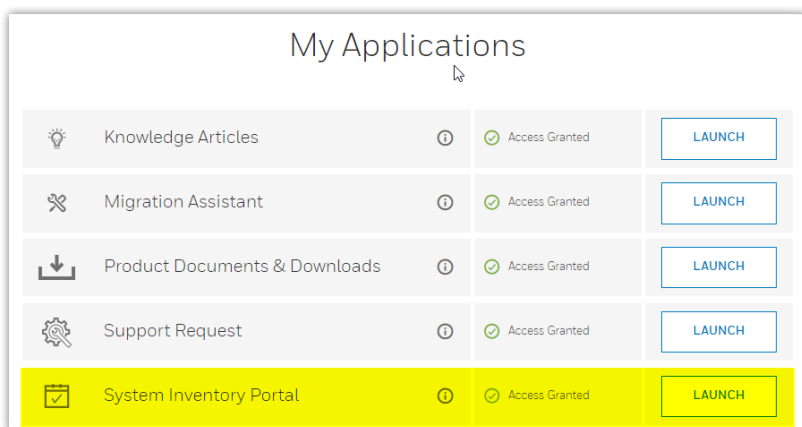 My Applications
Knowledge Articles Access Granted LAUNCH
Migration Assistant Access Granted LAUNCH
Product Documents & Downloads Access Granted LAUNCH
Support Request Access Granted LAUNCH
System Inventory Portal Access Granted LAUNCH